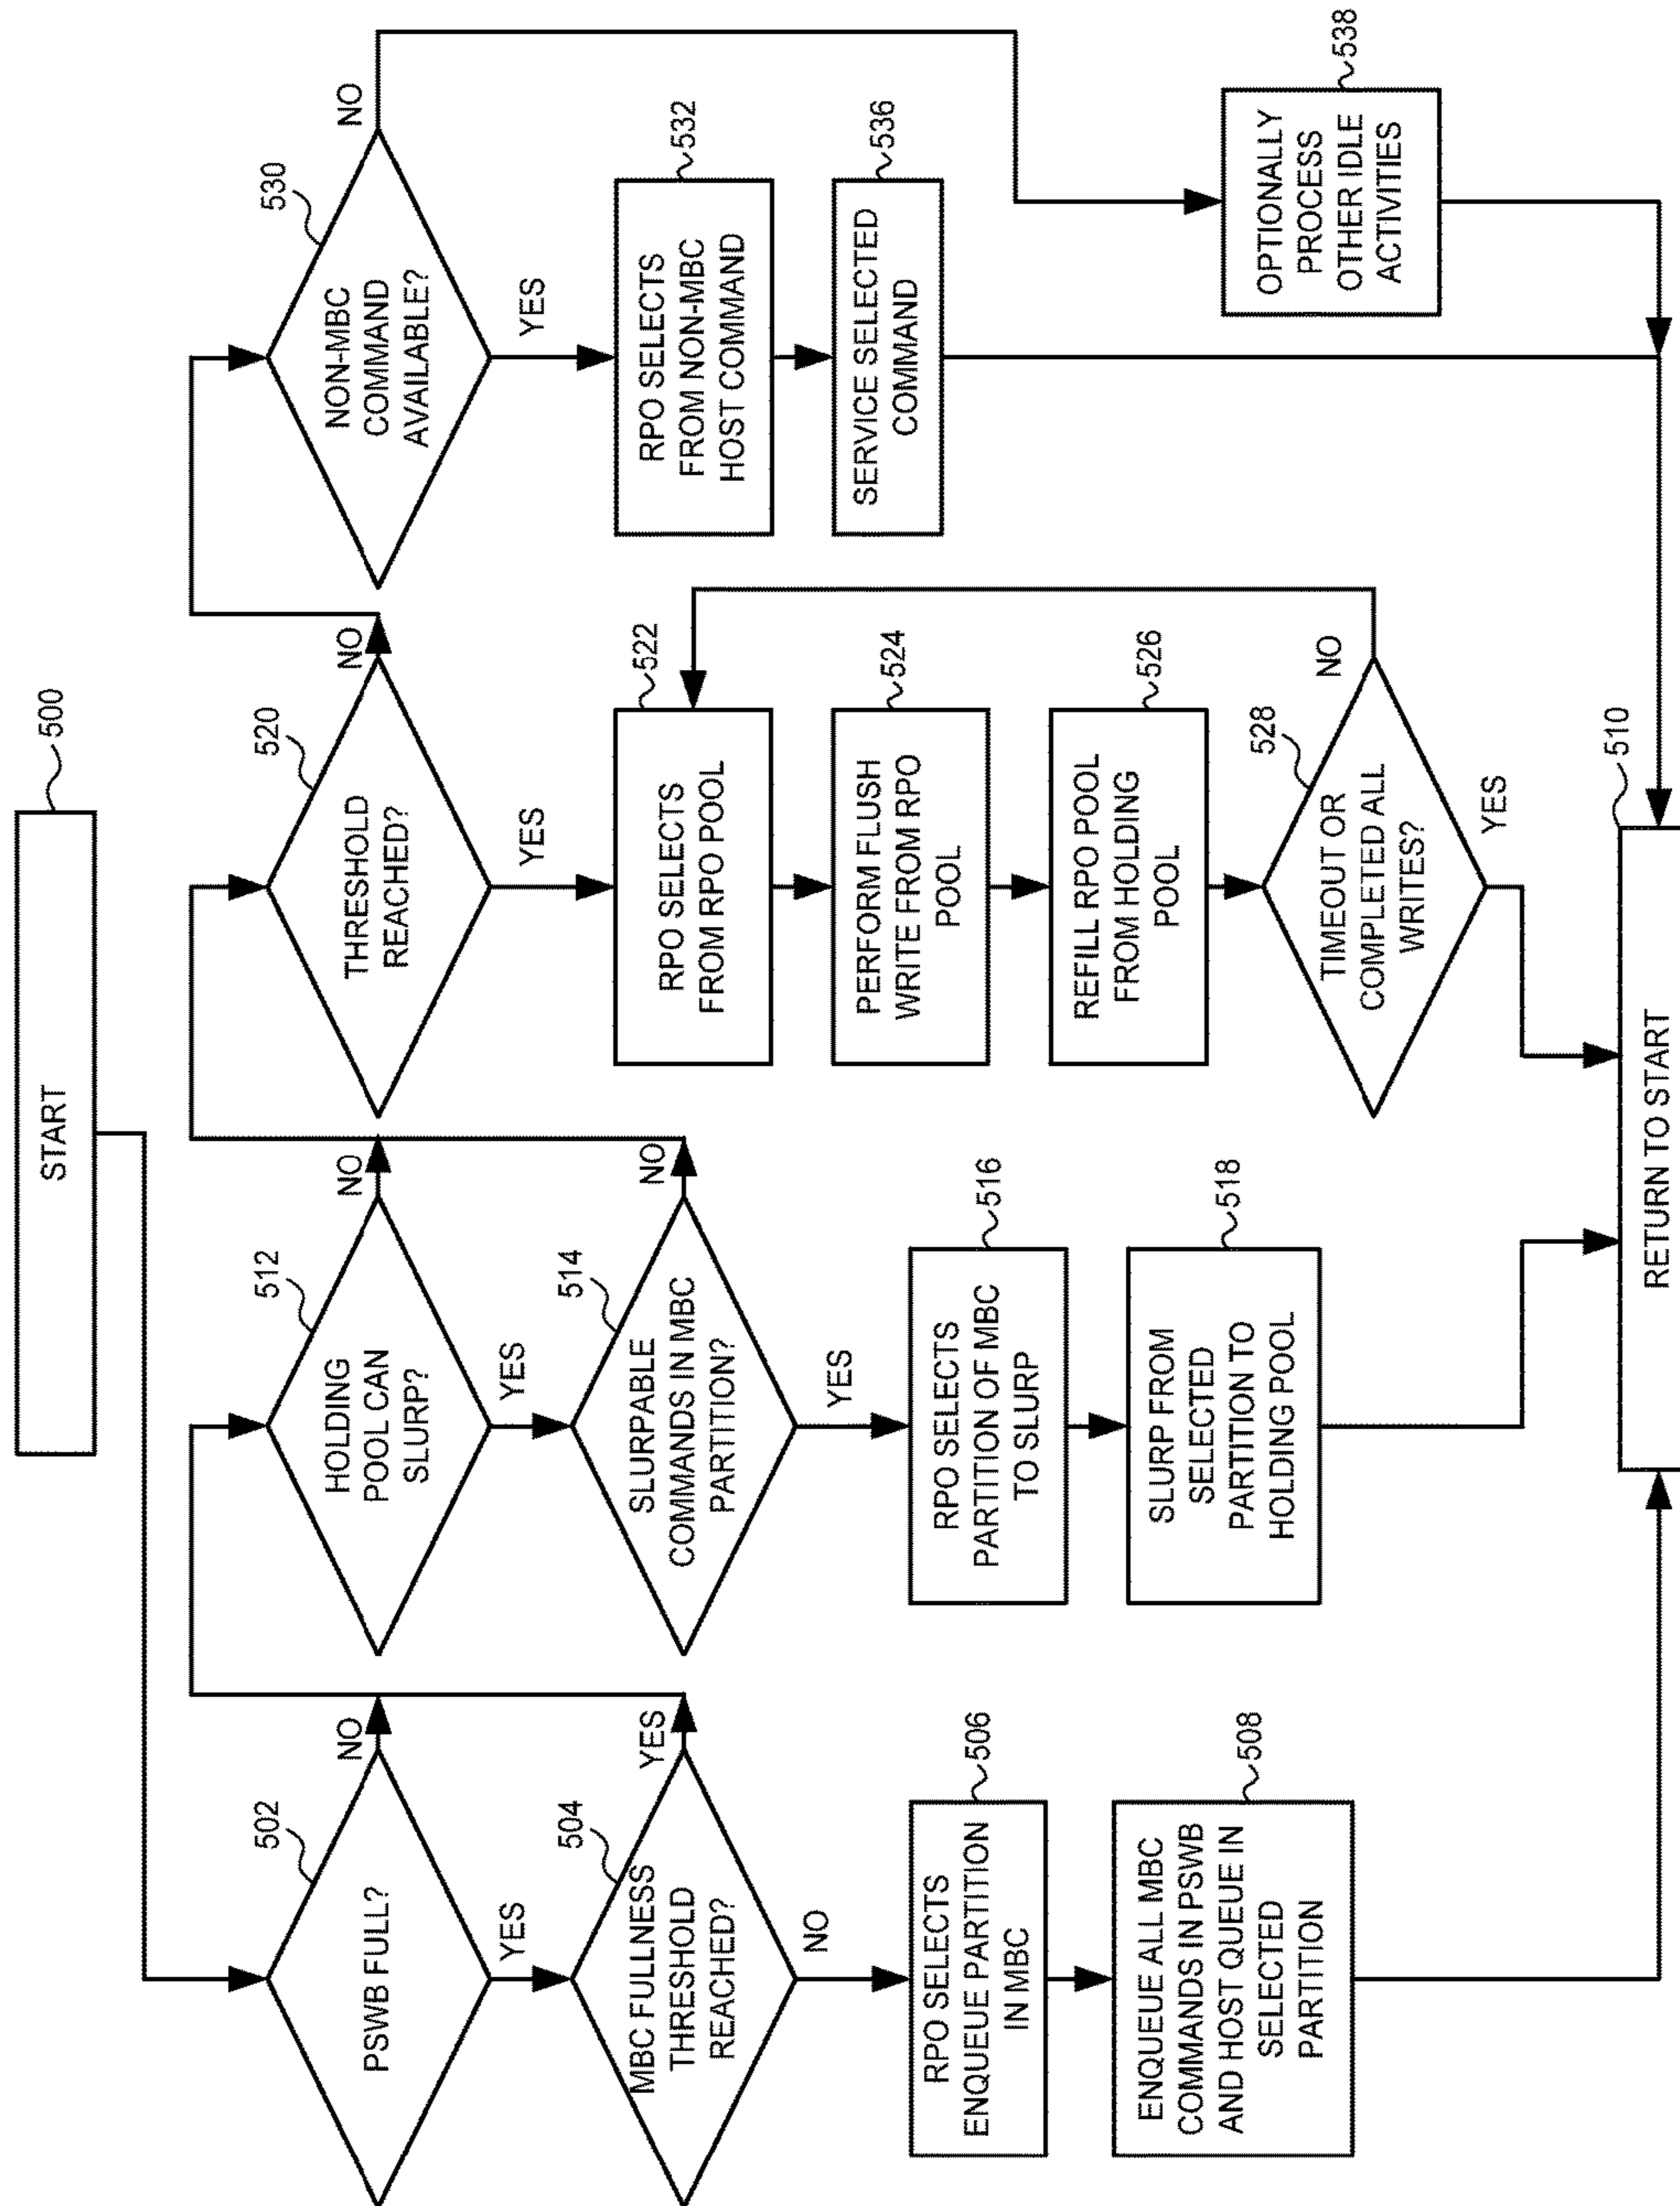 START
500
502
PSWB FULL?
NO
YES
504
MBC FULLNESS
THRESHOLD
REACHED?
YES
NO
506
RPO SELECTS
ENQUEUE PARTITION
IN MBC
508
ENQUEUE ALL MBC
COMMANDS IN PSWB
AND HOST QUEUE IN
SELECTED
PARTITION
512
HOLDING
POOL CAN
SLURP?
NO
YES
514
SLURPABLE
COMMANDS IN MBC
PARTITION?
NO
YES
516
RPO SELECTS
PARTITION OF MBC
TO SLURP
518
SLURP FROM
SELECTED
PARTITION TO
HOLDING POOL
520
THRESHOLD
REACHED?
NO
YES
522
RPO SELECTS
FROM RPO POOL
524
PERFORM FLUSH
WRITE FROM RPO
POOL
526
REFILL RPO POOL
FROM HOLDING
POOL
528
TIMEOUT OR
COMPLETED ALL
WRITES?
NO
YES
530
NON-MBC
COMMAND
AVAILABLE?
NO
YES
532
RPO SELECTS
FROM NON-MBC
HOST COMMAND
536
SERVICE SELECTED
COMMAND
538
OPTIONALLY
PROCESS
OTHER IDLE
ACTIVITIES
510
RETURN TO START